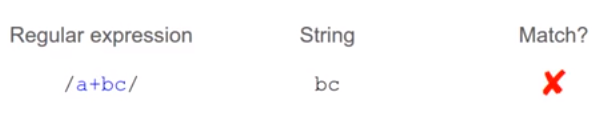 Regular expression String Match?
/a+bc/ bc ✘